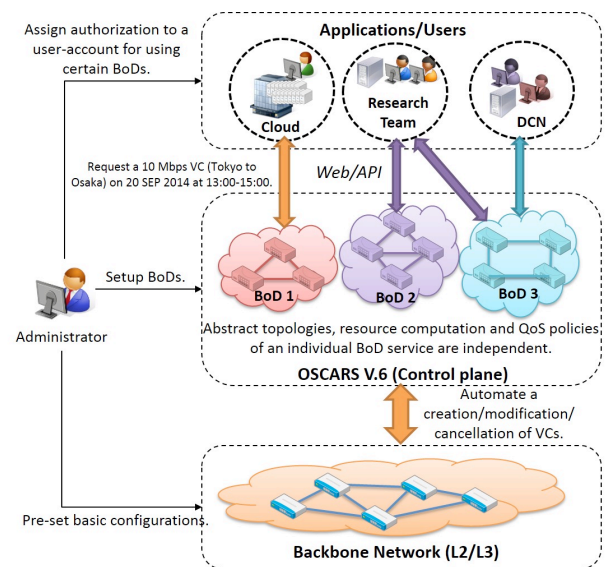 Assign authorization to a
user-account for using
certain BoDs.
Applications/Users
Cloud
Research
Team
DCN
Request a 10 Mbps VC (Tokyo to
Osaka) on 20 SEP 2014 at 13:00-15:00.
Web/API
Setup BoDs.
Administrator
BoD 1
BoD 2
BoD 3
Abstract topologies, resource computation and QoS policies
of an individual BoD service are independent.
OSCARS V.6 (Control plane)
Automate a
creation/modification/
cancellation of VCs.
Pre-set basic configurations.
Backbone Network (L2/L3)